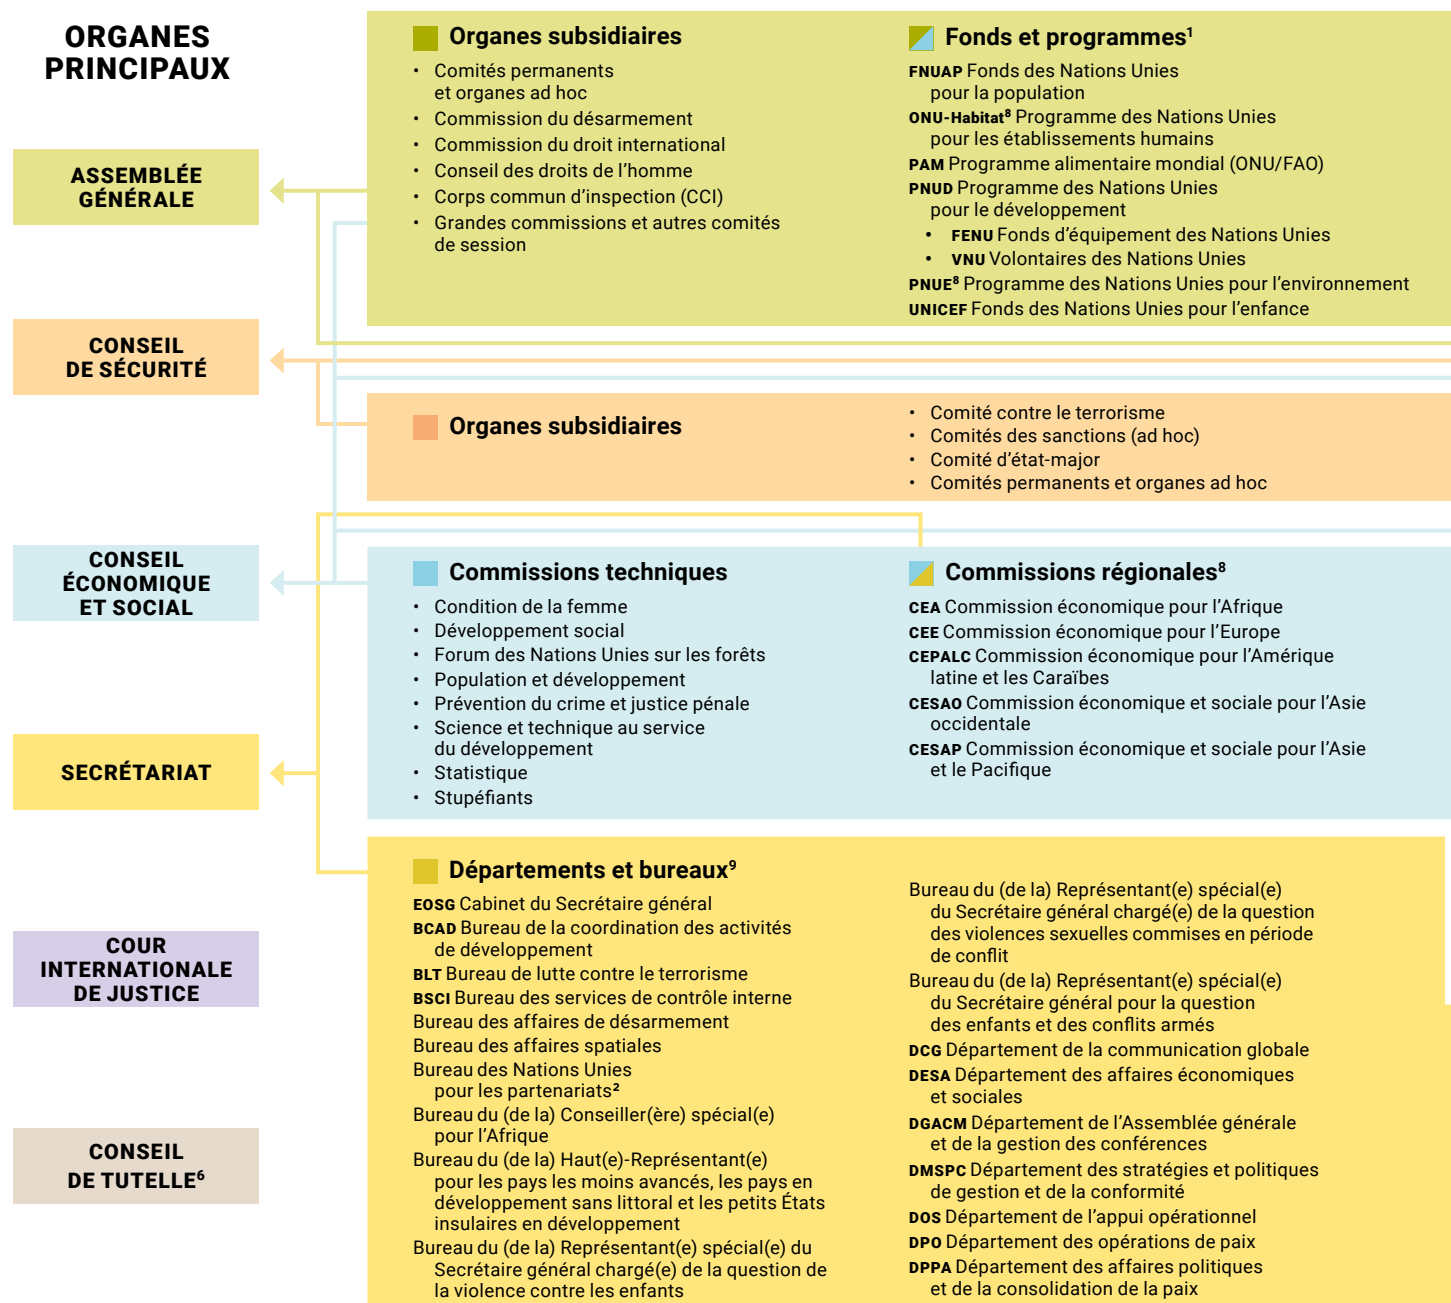 ORGANES
PRINCIPAUX
ASSEMBLÉE
GÉNÉRALE
CONSEIL
DE SÉCURITÉ
CONSEIL
ÉCONOMIQUE
ET SOCIAL
SECRÉTARIAT
COUR
INTERNATIONALE
DE JUSTICE
CONSEIL
DE TUTELLE⁶
Organes subsidiaires
• Comités permanents
et organes ad hoc
• Commission du désarmement
• Commission du droit international
• Conseil des droits de l'homme
• Corps commun d'inspection (CCI)
• Grandes commissions et autres comités
de session
Fonds et programmes¹
FNUAP Fonds des Nations Unies
pour la population
ONU-Habitat⁸ Programme des Nations Unies
pour les établissements humains
PAM Programme alimentaire mondial (ONU/FAO)
PNUD Programme des Nations Unies
pour le développement
• FENU Fonds d'équipement des Nations Unies
• VNU Volontaires des Nations Unies
PNUE⁸ Programme des Nations Unies pour l'environnement
UNICEF Fonds des Nations Unies pour l'enfance
Organes subsidiaires
• Comité contre le terrorisme
• Comités des sanctions (ad hoc)
• Comité d'état-major
• Comités permanents et organes ad hoc
Commissions techniques
• Condition de la femme
• Développement social
• Forum des Nations Unies sur les forêts
• Population et développement
• Prévention du crime et justice pénale
• Science et technique au service
du développement
• Statistique
• Stupéfiants
Commissions régionales⁸
CEA Commission économique pour l'Afrique
CEE Commission économique pour l'Europe
CEPALC Commission économique pour l'Amérique
latine et les Caraïbes
CESAO Commission économique et sociale pour l'Asie
occidentale
CESAP Commission économique et sociale pour l'Asie
et le Pacifique
Départements et bureaux⁹
EOSG Cabinet du Secrétaire général
BCAD Bureau de la coordination des activités
de développement
BLT Bureau de lutte contre le terrorisme
BSCI Bureau des services de contrôle interne
Bureau des affaires de désarmement
Bureau des affaires spatiales
Bureau des Nations Unies
pour les partenariats²
Bureau du (de la) Conseiller(ère) spécial(e)
pour l'Afrique
Bureau du (de la) Haut(e)-Représentant(e)
pour les pays les moins avancés, les pays en
développement sans littoral et les petits États
insulaires en développement
Bureau du (de la) Représentant(e) spécial(e) du
Secrétaire général chargé(e) de la question de
la violence contre les enfants
Bureau du (de la) Représentant(e) spécial(e)
du Secrétaire général chargé(e) de la question
des violences sexuelles commises en période
de conflit
Bureau du (de la) Représentant(e) spécial(e)
du Secrétaire général pour la question
des enfants et des conflits armés
DCG Département de la communication globale
DESA Département des affaires économiques
et sociales
DGACM Département de l'Assemblée générale
et de la gestion des conférences
DMSPC Département des stratégies et politiques
de gestion et de la conformité
DOS Département de l'appui opérationnel
DPO Département des opérations de paix
DPPA Département des affaires politiques
et de la consolidation de la paix